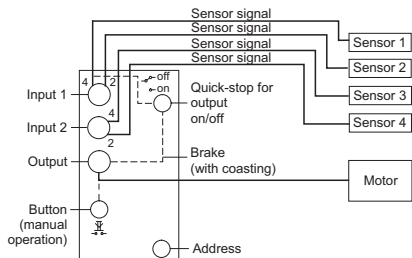 Sensor signal
Sensor signal
Sensor signal
Sensor signal
Sensor 1
Sensor 2
Sensor 3
Sensor 4
4
2
off
on
Input 1
Quick-stop for
output
on/off
4
Input 2
2
Output
Brake
(with coasting)
Motor
Button
(manual
operation)
Address